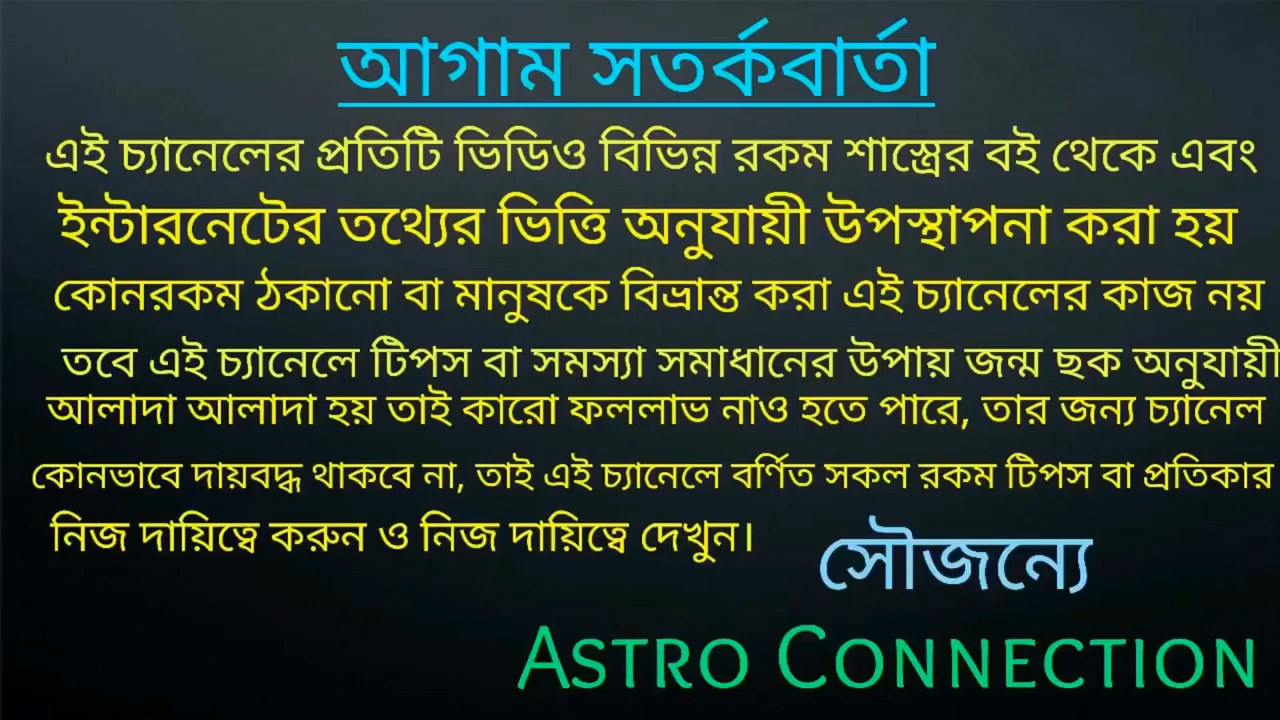 আগাম সতর্কবার্তা
এই চ্যানেলের প্রতিটি ভিডিও বিভিন্ন রকম শাস্ত্রের বই থেকে এবং
ইন্টারনেটের তথ্যের ভিত্তি অনুযায়ী উপস্থাপনা করা হয়
কোনরকম ঠকানো বা মানুষকে বিভ্রান্ত করা এই চ্যানেলের কাজ নয়
তবে এই চ্যানেলে টিপস বা সমস্যা সমাধানের উপায় জন্ম ছক অনুযায়ী
আলাদা আলাদা হয় তাই কারো ফললাভ নাও হতে পারে, তার জন্য চ্যানেল
কোনভাবে দায়বদ্ধ থাকবে না, তাই এই চ্যানেলে বর্ণিত সকল রকম টিপস বা প্রতিকার
নিজ দায়িত্বে করুন ও নিজ দায়িত্বে দেখুন।
সৌজন্যে
ASTRO CONNECTION